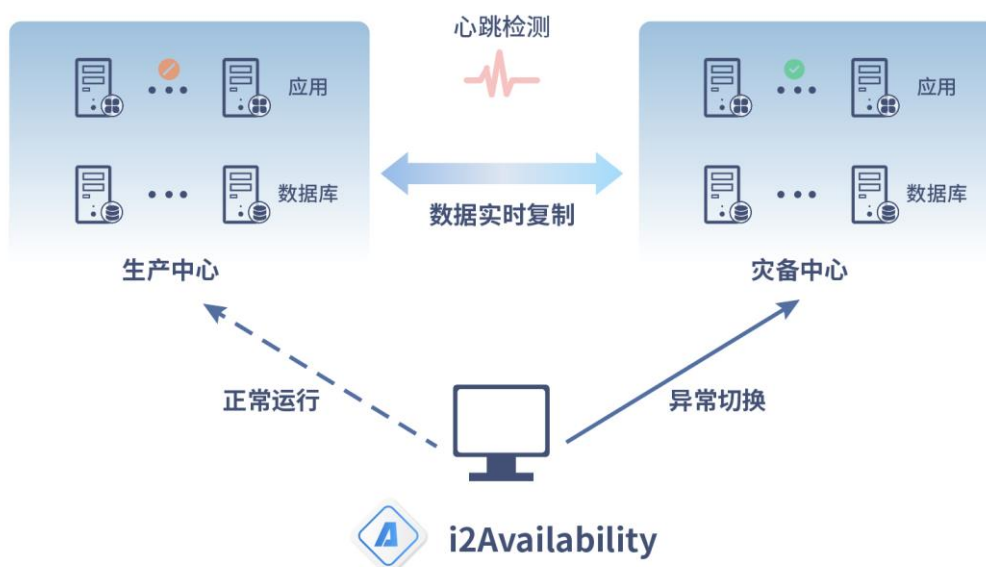 心跳检测
应用
应用
数据库
数据库
数据实时复制
生产中心
灾备中心
正常运行
异常切换
i2Availability